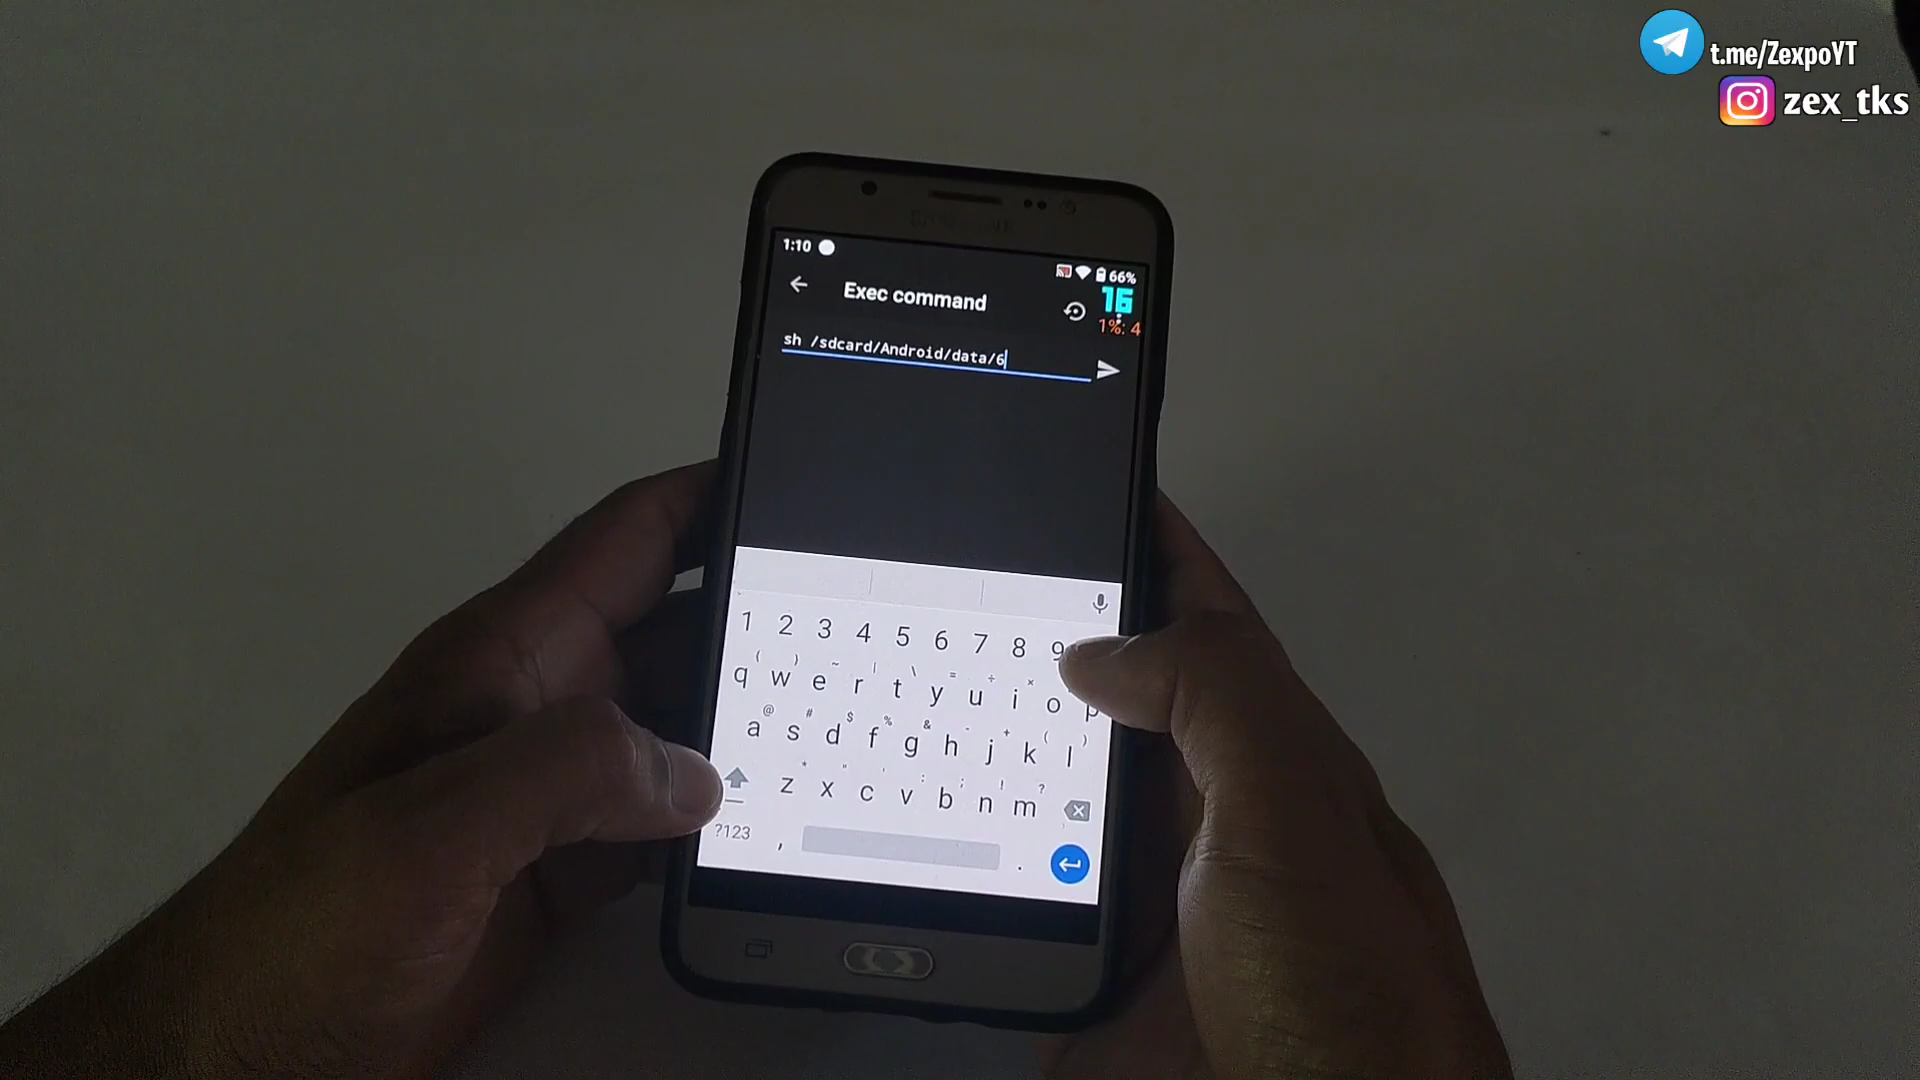 t.me/ZexpoYT
zex_tks
1:10
66%
Exec command
16
1%: 4
sh /sdcard/Android/data/6
1 2 3 4 5 6 7 8 9
q w e r t y u i o p
a s d f g h j k l
z x c v b n m
?123 , .